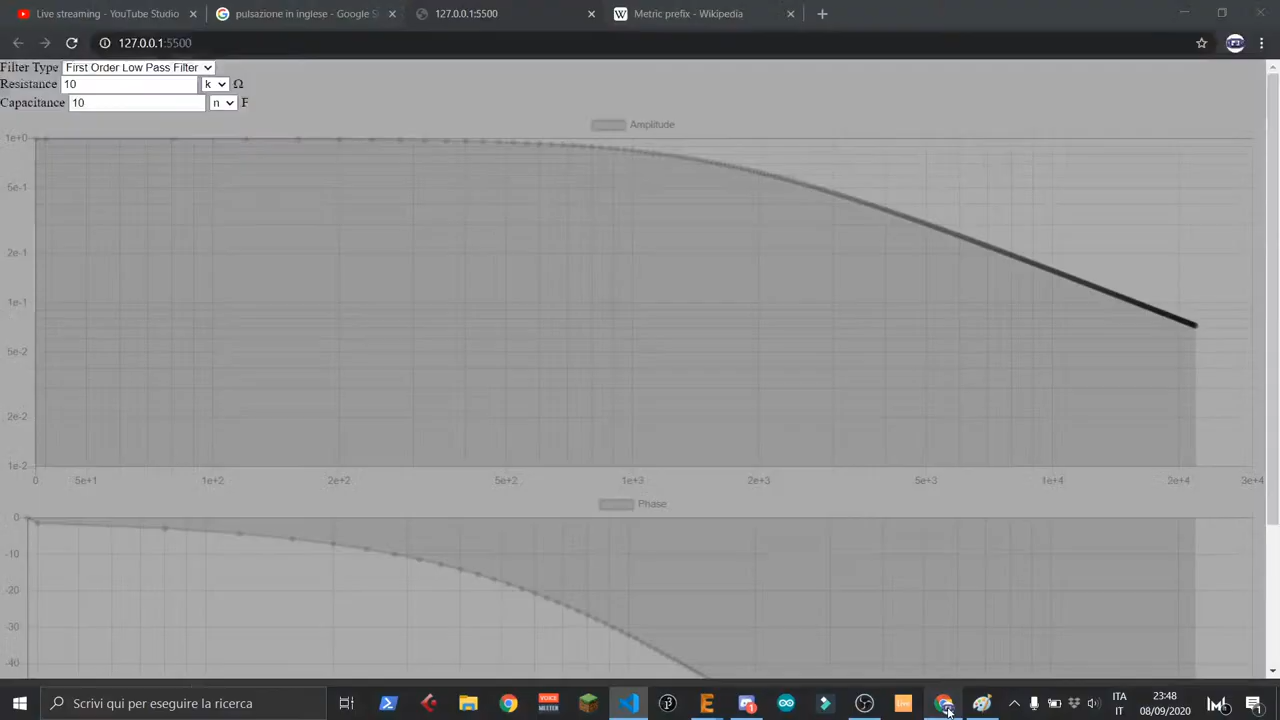 Live streaming - YouTube Studio
pulsazione in inglese - Google S
127.0.0.1:5500
Metric prefix - Wikipedia
127.0.0.1:5500
Filter Type First Order Low Pass Filter
Resistance 10 k Ω
Capacitance 10 n F
Amplitude
1e+0
5e-1
2e-1
1e-1
5e-2
2e-2
1e-2
0 5e+1 1e+2 2e+2 5e+2 1e+3 2e+3 5e+3 1e+4 2e+4 3e+4
Phase
0
-10
-20
-30
-40
Scrivi qui per eseguire la ricerca
VOICE
MEETER
Live
ITA
IT
23:48
08/09/2020